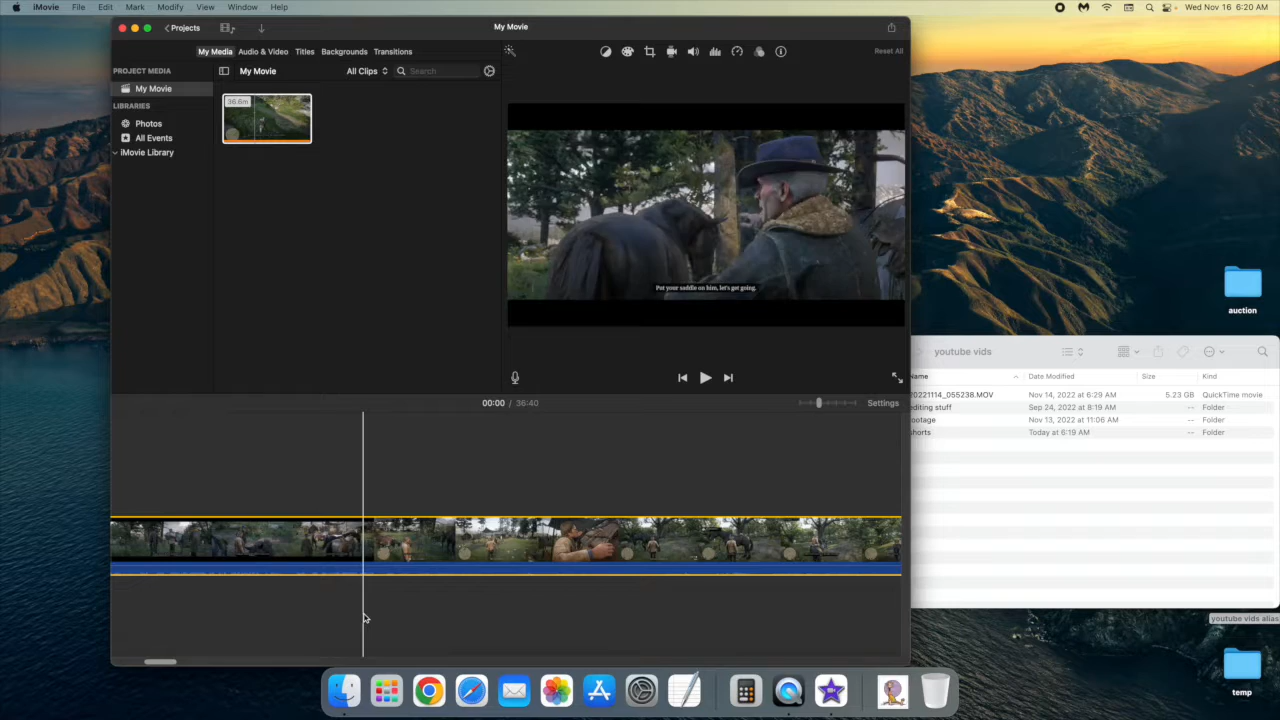 iMovie File Edit Mark Modify View Window Help
Wed Nov 16 6:20 AM
Projects
My Movie
My Media Audio & Video Titles Backgrounds Transitions
Reset All
PROJECT MEDIA
My Movie
All Clips
Search
My Movie
LIBRARIES
Photos
All Events
iMovie Library
36.6m
Put your saddle on him, let's get going.
00:00 / 36:40
Settings
auction
youtube vids
Name Date Modified Size Kind
20221114_055238.MOV Nov 14, 2022 at 6:29 AM 5.23 GB QuickTime movie
editing stuff Sep 24, 2022 at 8:19 AM -- Folder
footage Nov 13, 2022 at 11:06 AM -- Folder
shorts Today at 6:19 AM -- Folder
youtube vids alias
temp